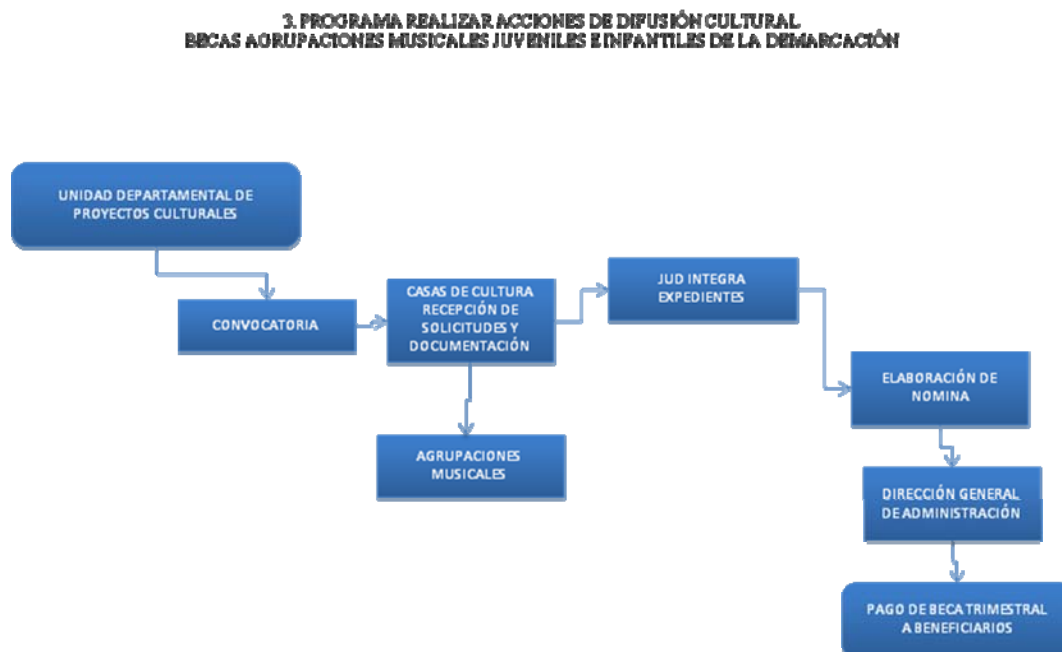 3. PROGRAMA REALIZAR ACCIONES DE DIFUSIÓN CULTURAL
BECAS AGRUPACIONES MUSICALES JUVENILES E INFANTILES DE LA DEMARCACIÓN
UNIDAD DEPARTAMENTAL DE
PROYECTOS CULTURALES
CONVOCATORIA
CASAS DE CULTURA
RECEPCIÓN DE
SOLICITUDES Y
DOCUMENTACIÓN
AGRUPACIONES
MUSICALES
JUD INTEGRA
EXPEDIENTES
ELABORACIÓN DE
NOMINA
DIRECCIÓN GENERAL
DE ADMINISTRACIÓN
PAGO DE BECA TRIMESTRAL
A BENEFICIARIOS